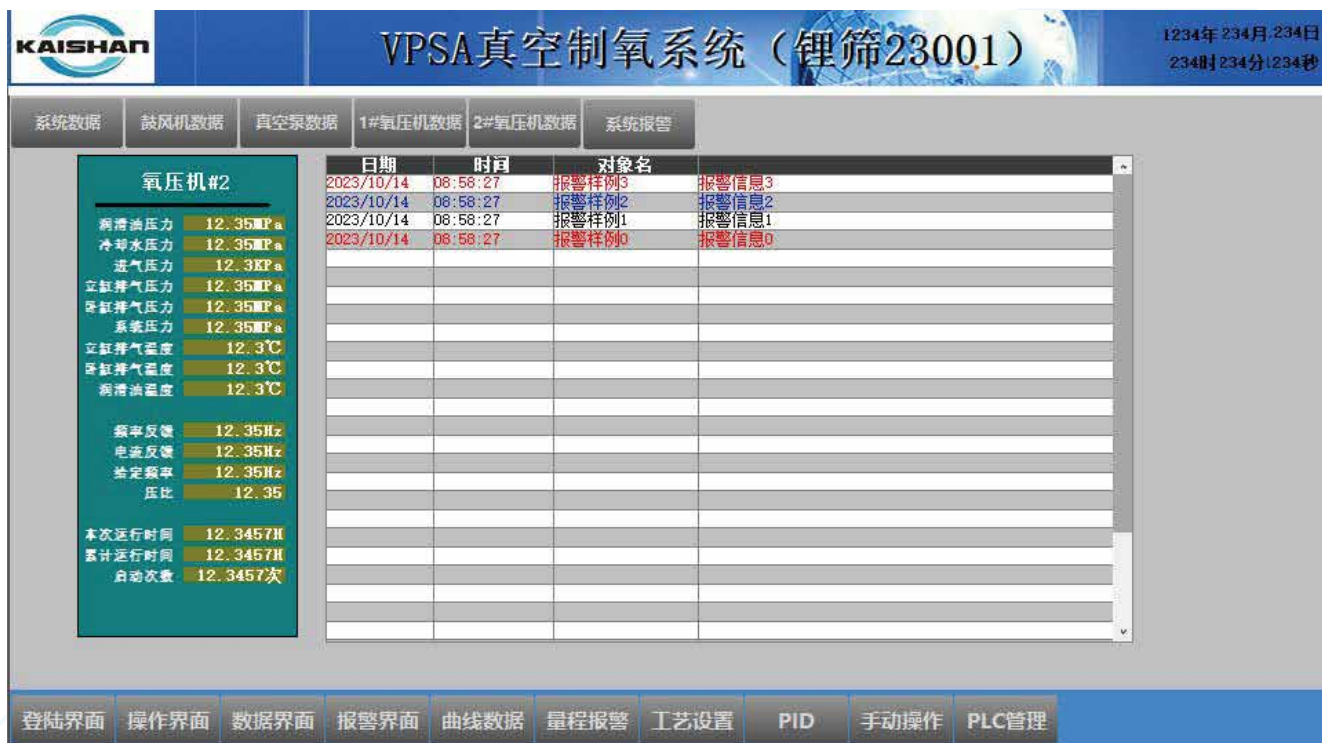 KAISHAN
VPSA真空制氧系统（锂筛23001）
1234年234月.234日
234时234分:234秒
系统数据 鼓风机数据 真空泵数据 1#氧压机数据 2#氧压机数据 系统报警
氧压机#2
润滑油压力 12.35MPa
冷却水压力 12.35MPa
进气压力 12.3KPa
立缸排气压力 12.35MPa
卧缸排气压力 12.35MPa
系统压力 12.35MPa
立缸排气温度 12.3℃
卧缸排气温度 12.3℃
润滑油温度 12.3℃
频率反馈 12.35Hz
电流反馈 12.35Hz
给定频率 12.35Hz
压比 12.35
本次运行时间 12.3457H
累计运行时间 12.3457H
启动次数 12.3457次
日期 时间 对象名
2023/10/14 08:58:27 报警样例3 报警信息3
2023/10/14 08:58:27 报警样例2 报警信息2
2023/10/14 08:58:27 报警样例1 报警信息1
2023/10/14 08:58:27 报警样例0 报警信息0
登陆界面 操作界面 数据界面 报警界面 曲线数据 量程报警 工艺设置 PID 手动操作 PLC管理